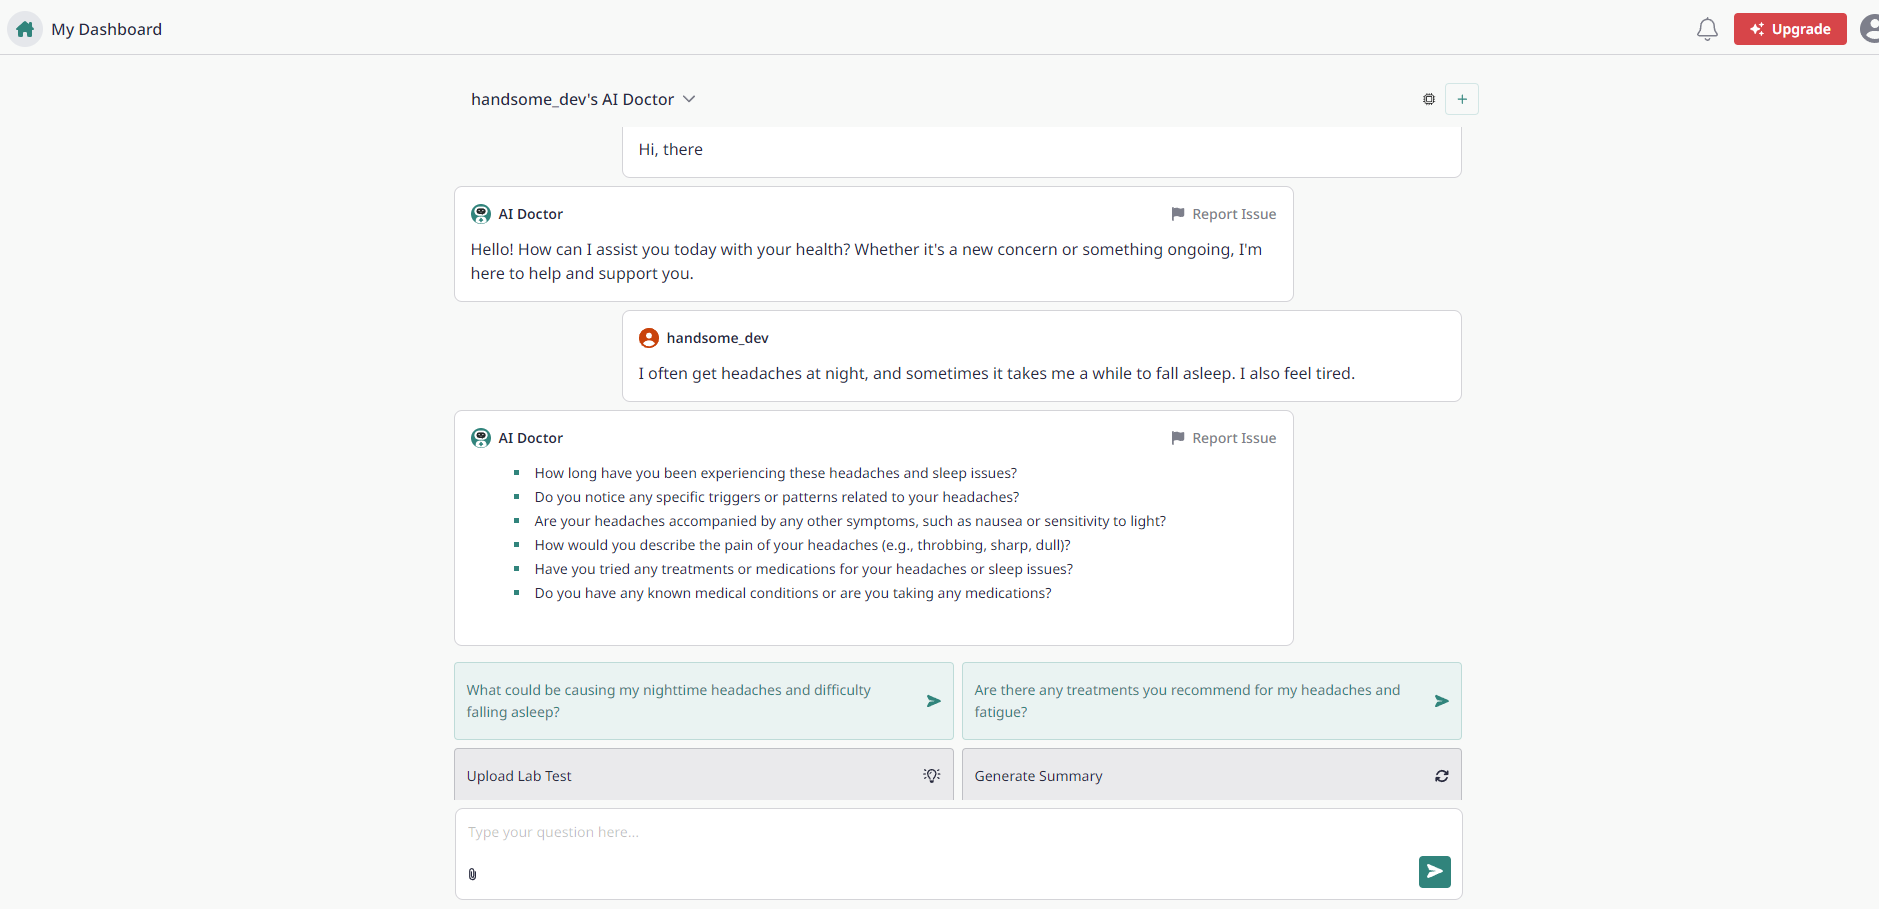 My Dashboard
Upgrade
handsome_dev's AI Doctor
Hi, there
AI Doctor
Report Issue
Hello! How can I assist you today with your health? Whether it's a new concern or something ongoing, I'm
here to help and support you.
handsome_dev
I often get headaches at night, and sometimes it takes me a while to fall asleep. I also feel tired.
AI Doctor
Report Issue
How long have you been experiencing these headaches and sleep issues?
Do you notice any specific triggers or patterns related to your headaches?
Are your headaches accompanied by any other symptoms, such as nausea or sensitivity to light?
How would you describe the pain of your headaches (e.g., throbbing, sharp, dull)?
Have you tried any treatments or medications for your headaches or sleep issues?
Do you have any known medical conditions or are you taking any medications?
What could be causing my nighttime headaches and difficulty
falling asleep?
Are there any treatments you recommend for my headaches and
fatigue?
Upload Lab Test
Generate Summary
Type your question here...